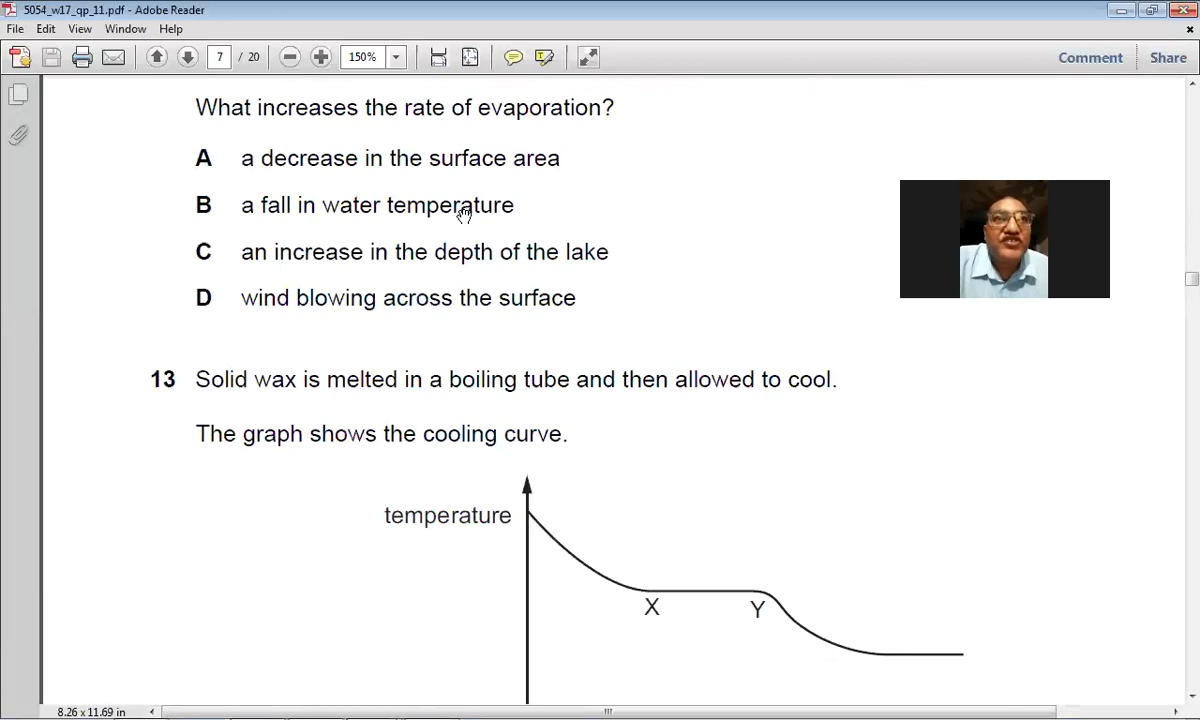 5054_w17_qp_11.pdf - Adobe Reader
File Edit View Window Help
7 / 20 150% Comment Share
What increases the rate of evaporation?
A a decrease in the surface area
B a fall in water temperature
C an increase in the depth of the lake
D wind blowing across the surface
13 Solid wax is melted in a boiling tube and then allowed to cool.
The graph shows the cooling curve.
temperature
X Y
8.26 x 11.69 in